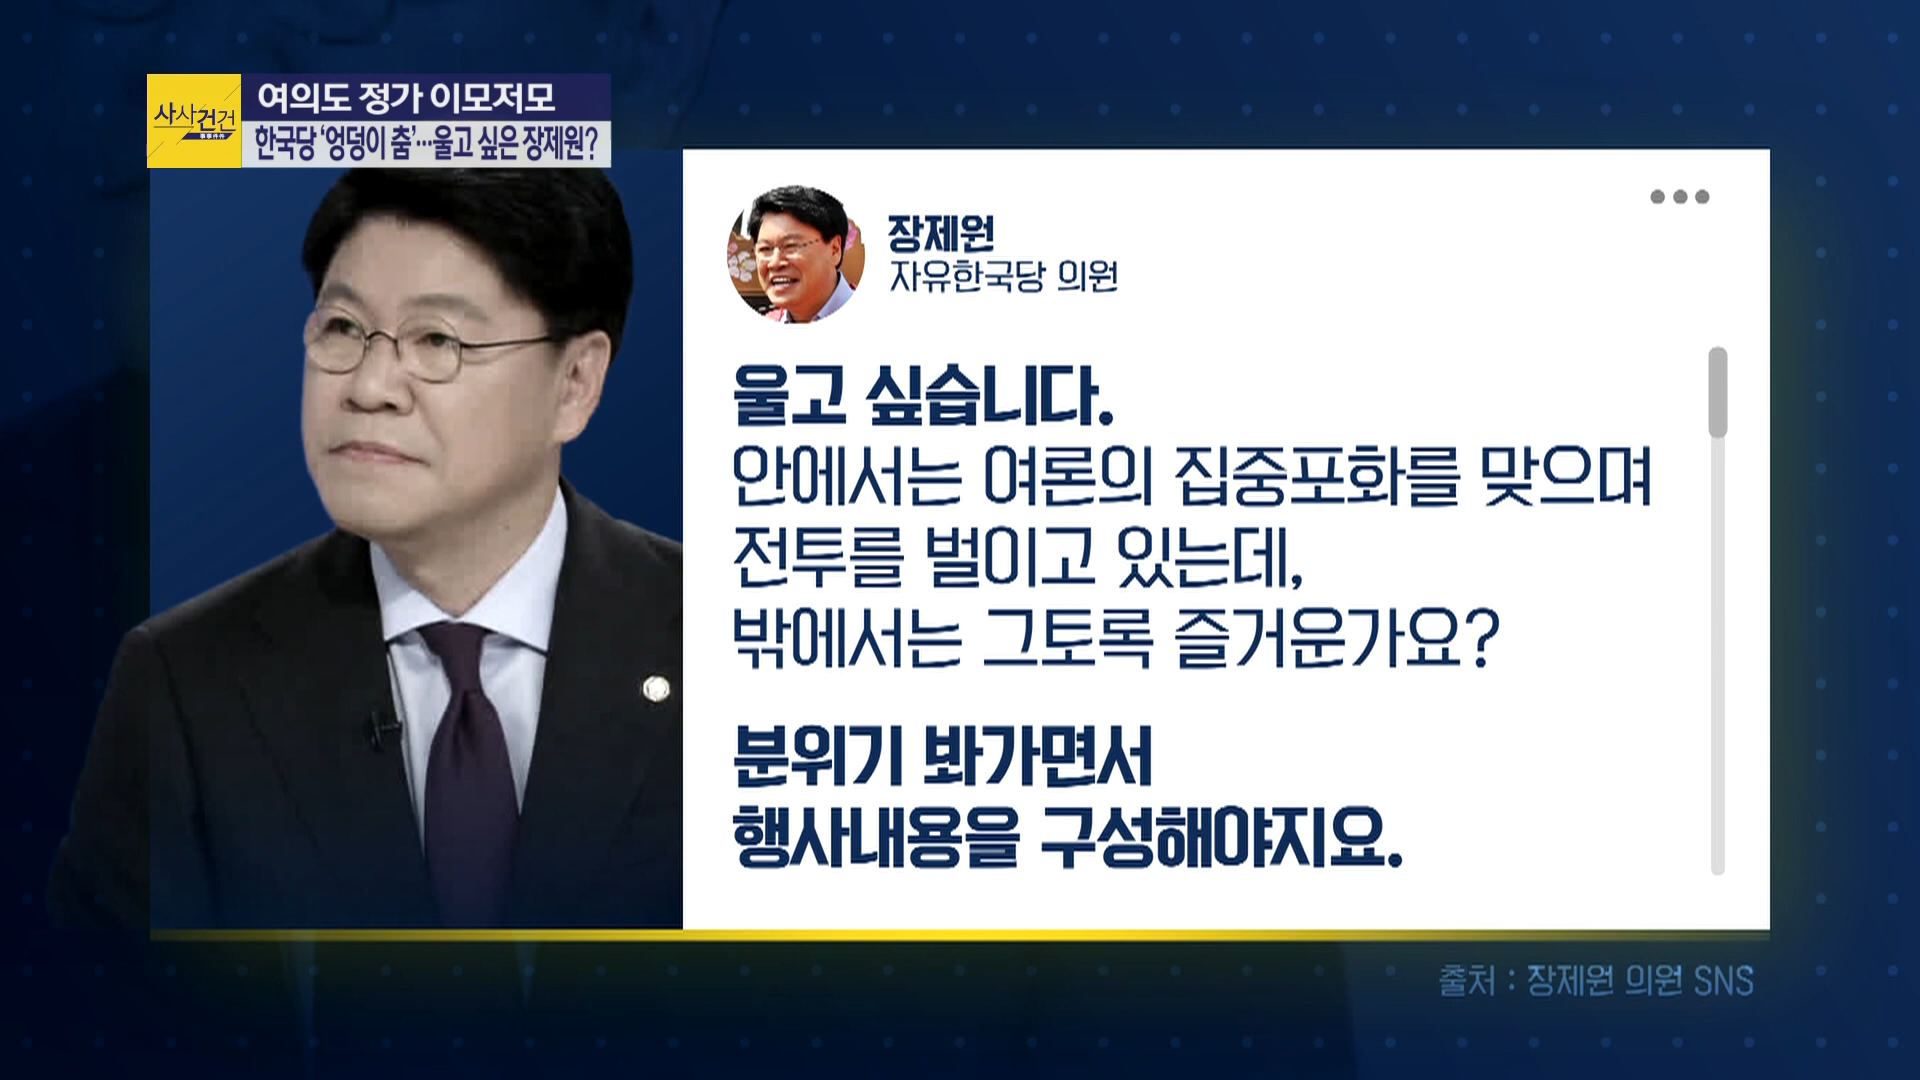 사사건건
事事件件
여의도 정가 이모저모
한국당 '엉덩이 춤'…울고 싶은 장제원?
장제원
자유한국당 의원
울고 싶습니다.
안에서는 여론의 집중포화를 맞으며
전투를 벌이고 있는데,
밖에서는 그토록 즐거운가요?
분위기 봐가면서
행사내용을 구성해야지요.
출처 : 장제원 의원 SNS